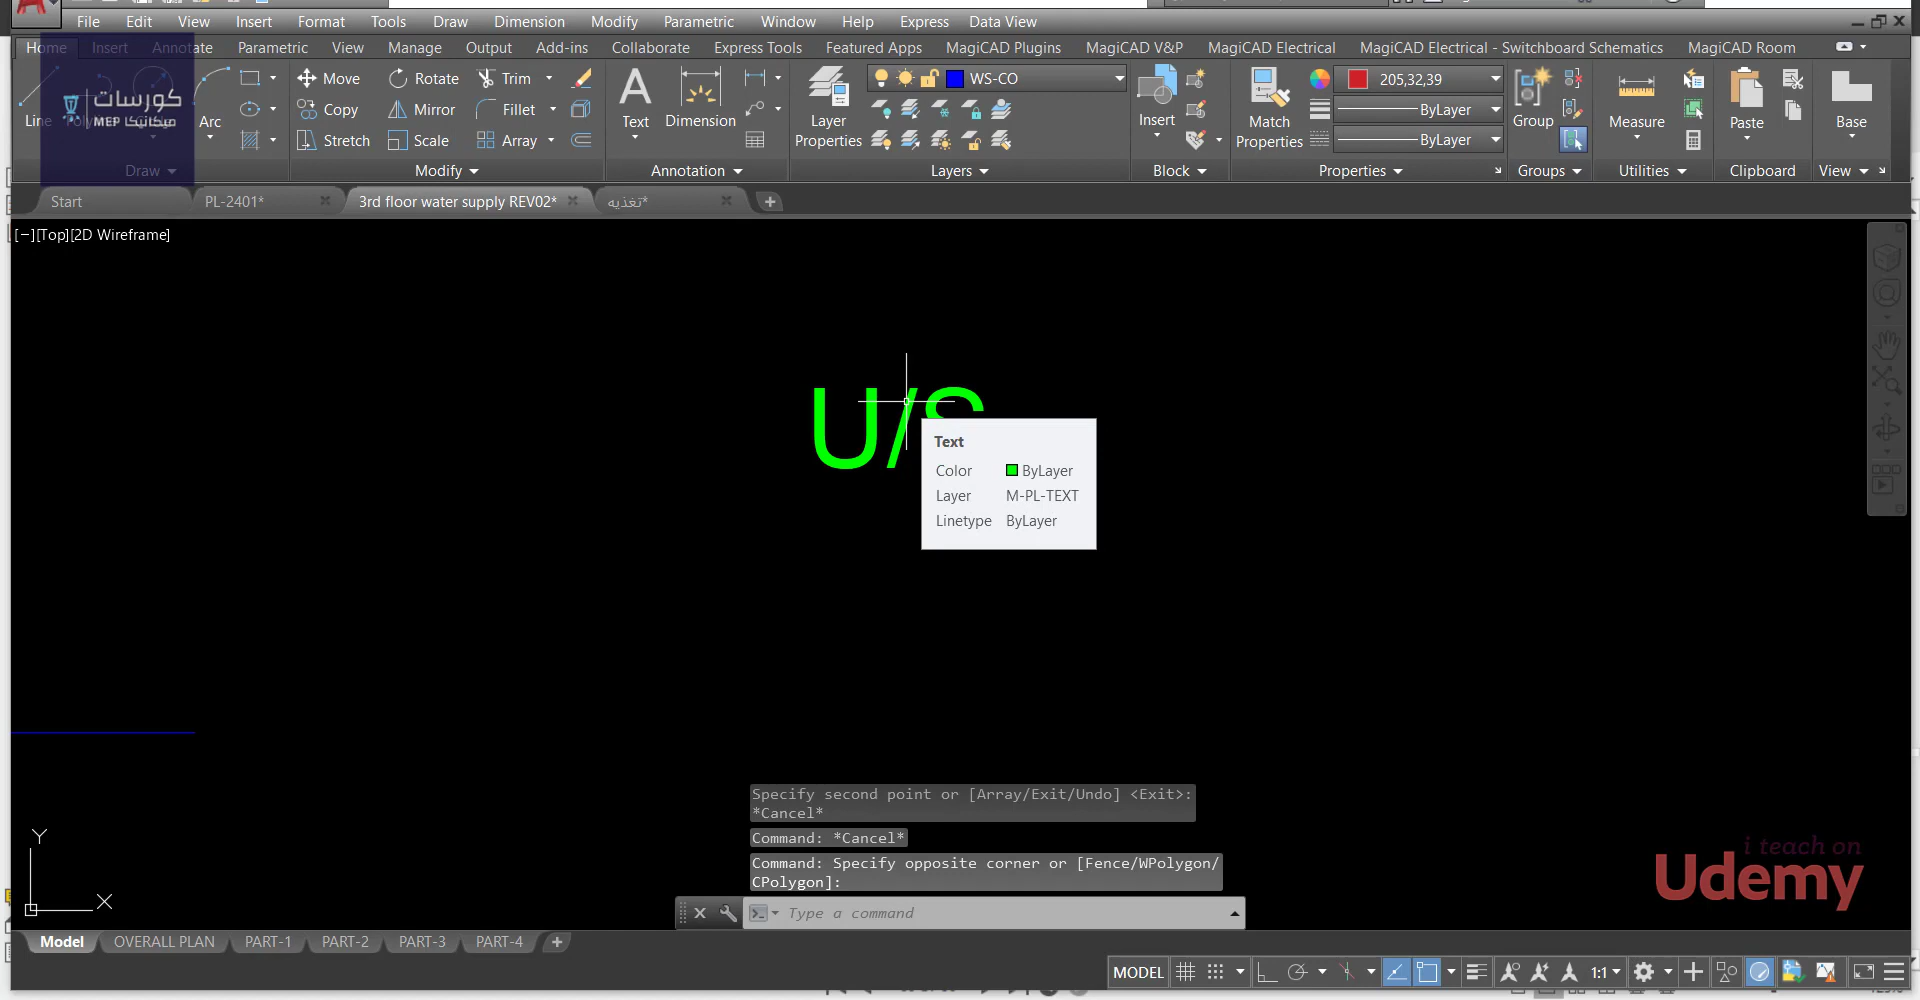 File Edit View Insert Format Tools Draw Dimension Modify Parametric Window Help Express Data View
Home Insert Annotate Parametric View Manage Output Add-ins Collaborate Express Tools Featured Apps MagiCAD Plugins MagiCAD V&P MagiCAD Electrical MagiCAD Electrical - Switchboard Schematics MagiCAD Room
Line
كورسات
MEP ميكانيكا
Arc
Move Rotate Trim
Copy Mirror Fillet
Stretch Scale Array
Text
Dimension
Layer
Properties
WS-CO
Insert
Match
Properties
205,32,39
ByLayer
ByLayer
Group
Measure
Paste
Base
Draw Modify Annotation Layers Block Properties Groups Utilities Clipboard View
Start PL-2401* 3rd floor water supply REV02* تغذيه*
[−][Top][2D Wireframe]
U/S
Text
Color ByLayer
Layer M-PL-TEXT
Linetype ByLayer
Specify second point or [Array/Exit/Undo] <Exit>:
*Cancel*
Command: *Cancel*
Command: Specify opposite corner or [Fence/WPolygon/
CPolygon]:
Type a command
Y
X
i teach on
Udemy
Model OVERALL PLAN PART-1 PART-2 PART-3 PART-4
MODEL 1:1